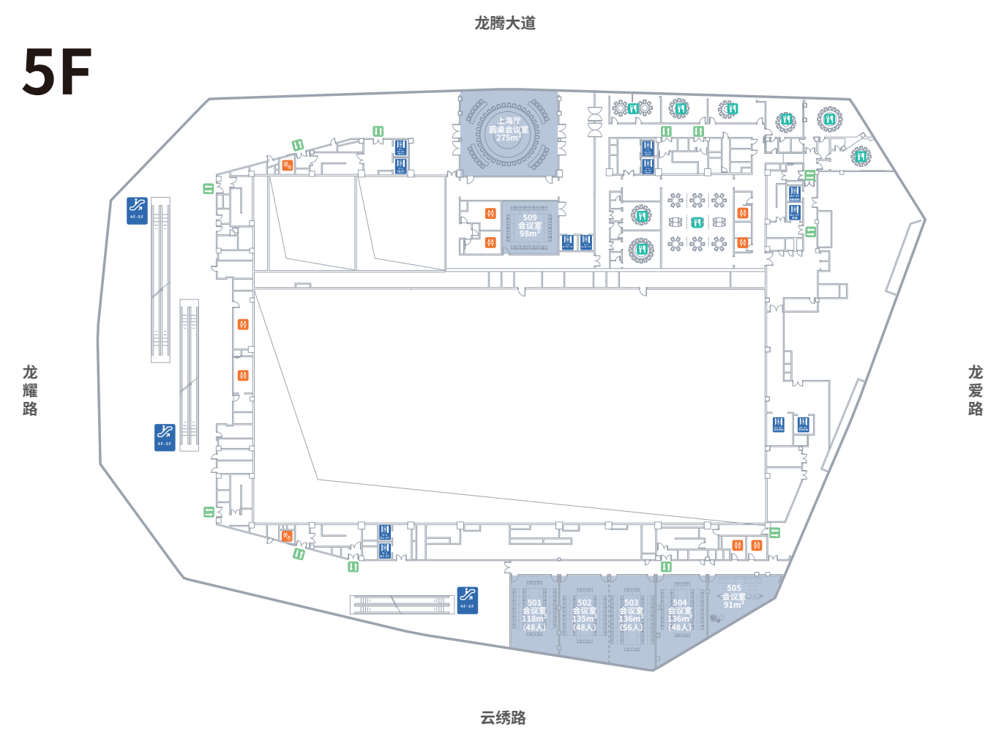 龙腾大道
5F
上海厅
圆桌会议室
275m²
4F-5F
509
会议室
98m²
龙耀路
龙爱路
4F-5F
501
会议室
118m²
(48人)
502
会议室
135m²
(48人)
503
会议室
136m²
(56人)
504
会议室
136m²
(48人)
505
会议室
91m²
4F-5F
云绣路